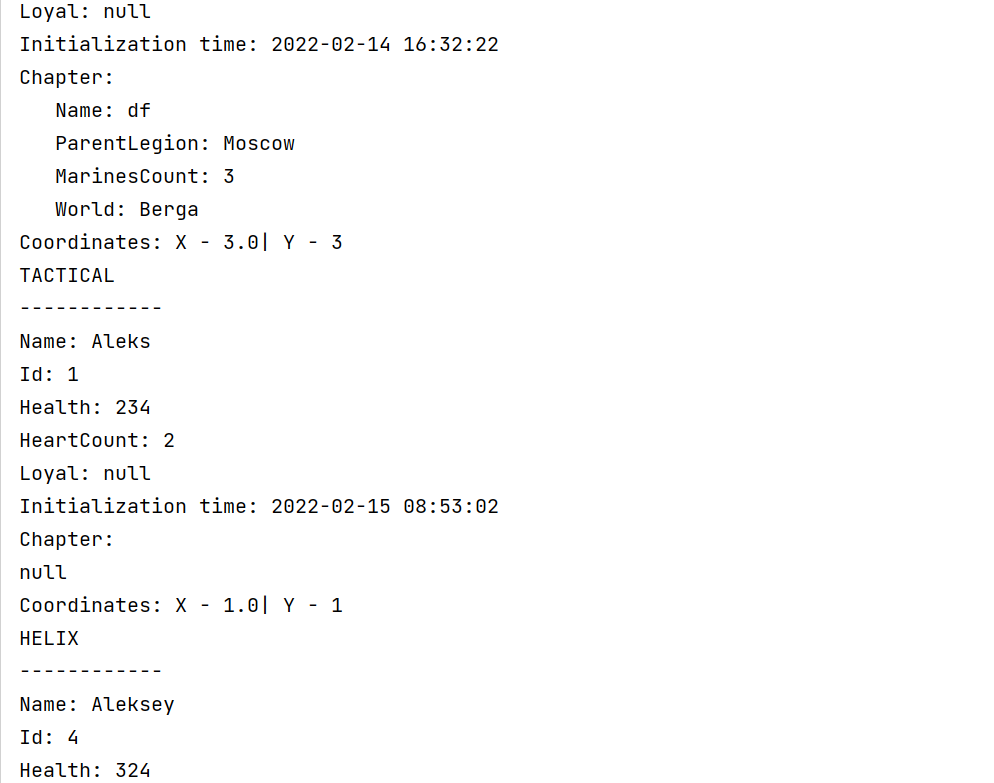 Loyal: null
Initialization time: 2022-02-14 16:32:22
Chapter:
   Name: df
   ParentLegion: Moscow
   MarinesCount: 3
   World: Berga
Coordinates: X - 3.0| Y - 3
TACTICAL
------------
Name: Aleks
Id: 1
Health: 234
HeartCount: 2
Loyal: null
Initialization time: 2022-02-15 08:53:02
Chapter:
null
Coordinates: X - 1.0| Y - 1
HELIX
------------
Name: Aleksey
Id: 4
Health: 324